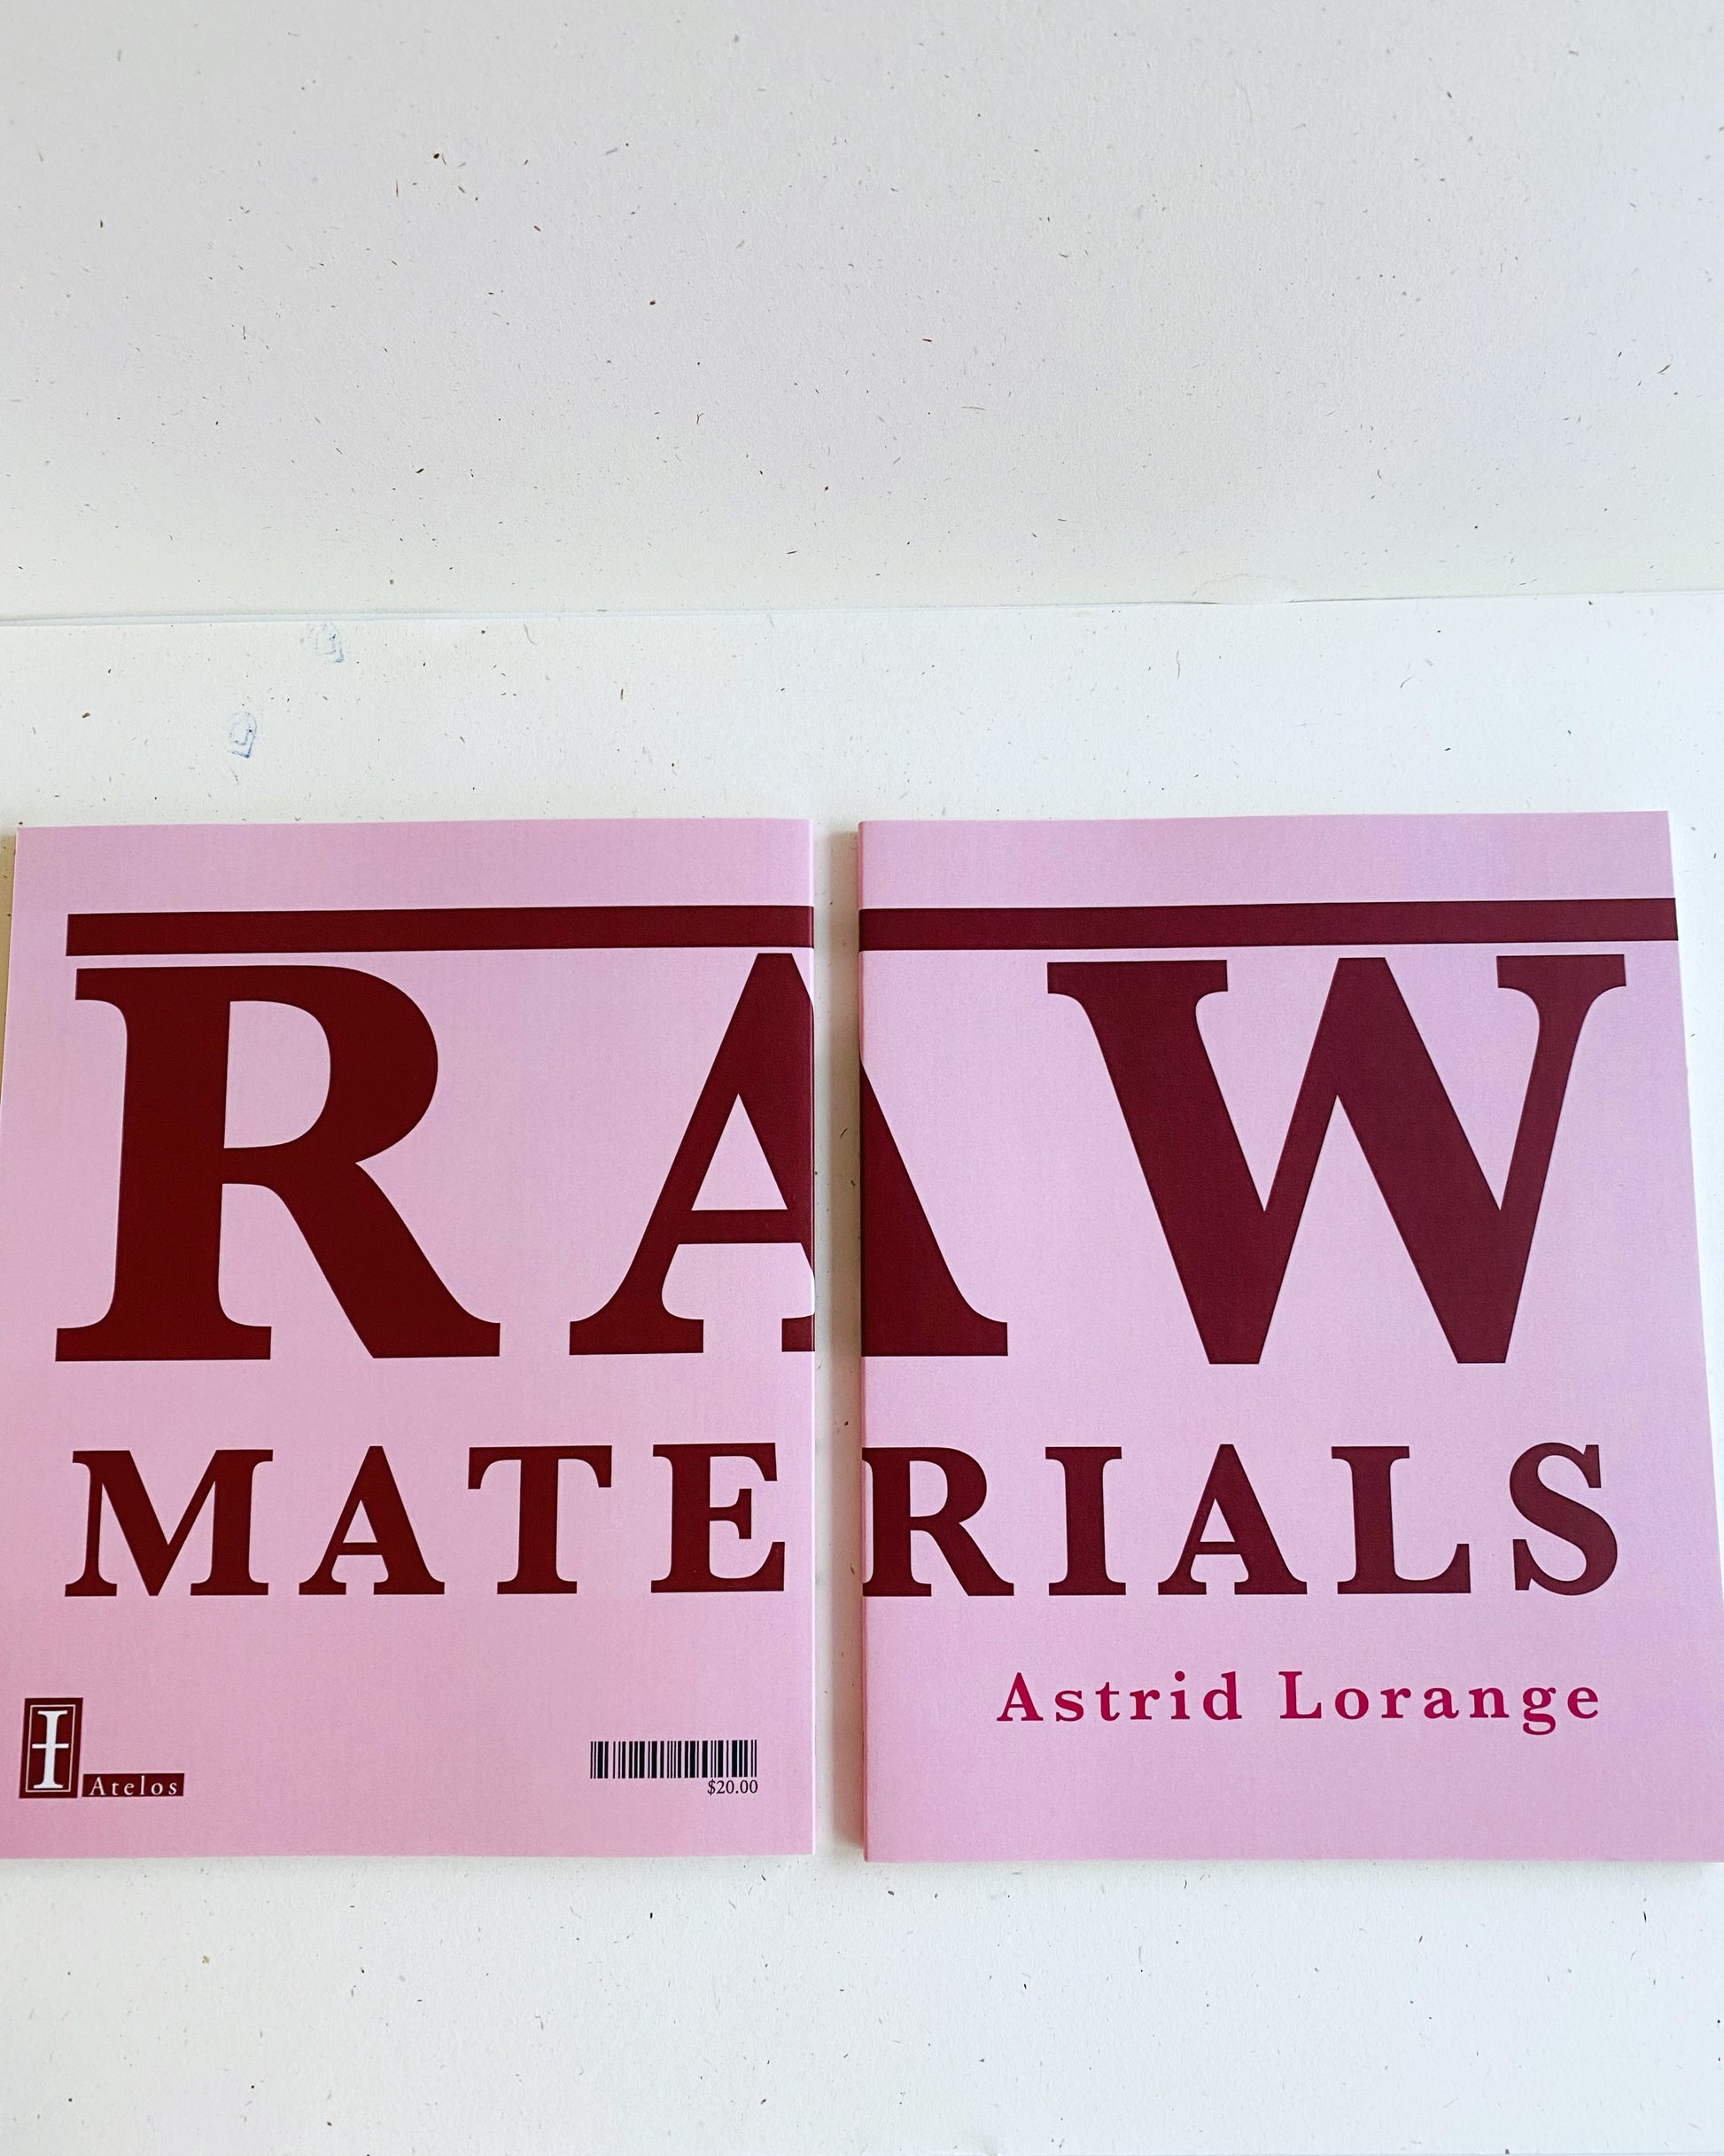 RAW
MATERIALS
Astrid Lorange
Atelos
$20.00